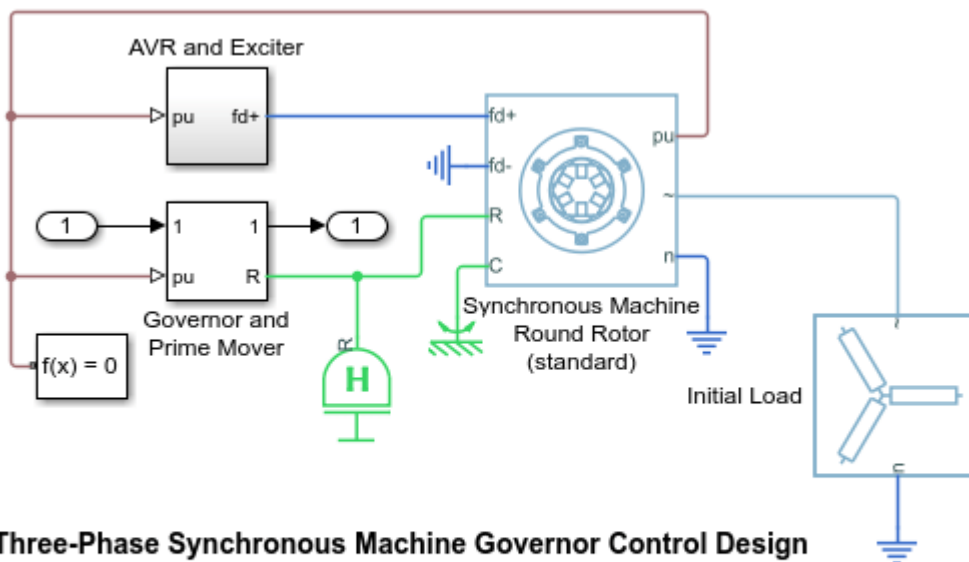 AVR and Exciter
pu fd+
fd+
pu
fd-
~
1
1 1
1
R
pu R
n
C
Governor and
Prime Mover
Synchronous Machine
Round Rotor
(standard)
f(x) = 0
R
H
~
Initial Load
n
Three-Phase Synchronous Machine Governor Control Design